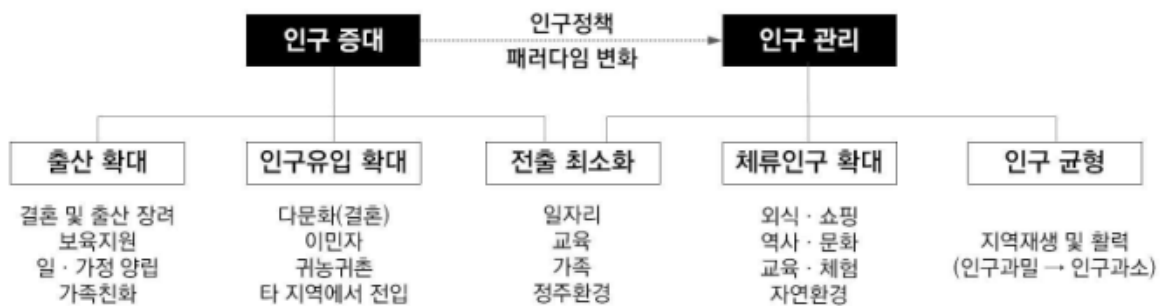 인구 증대
인구정책
패러다임 변화
인구 관리
출산 확대
결혼 및 출산 장려
보육지원
일 · 가정 양립
가족친화
인구유입 확대
다문화(결혼)
이민자
귀농귀촌
타 지역에서 전입
전출 최소화
일자리
교육
가족
정주환경
체류인구 확대
외식 · 쇼핑
역사 · 문화
교육 · 체험
자연환경
인구 균형
지역재생 및 활력
(인구과밀 → 인구과소)